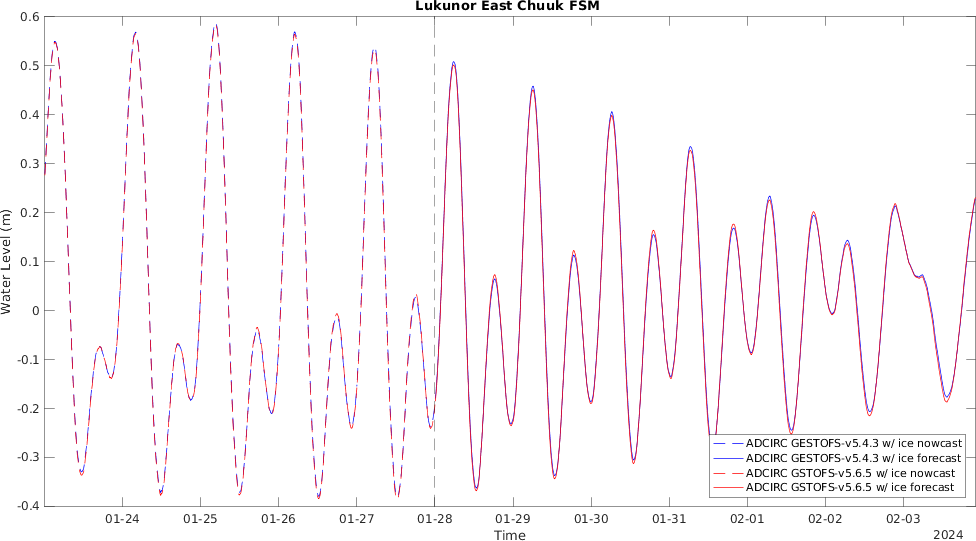 Lukunor East Chuuk FSM
0.6
0.5
0.4
0.3
0.2
0.1
0
-0.1
-0.2
-0.3
-0.4
Water Level (m)
ADCIRC GESTOFS-v5.4.3 w/ ice nowcast
ADCIRC GESTOFS-v5.4.3 w/ ice forecast
ADCIRC GSTOFS-v5.6.5 w/ ice nowcast
ADCIRC GSTOFS-v5.6.5 w/ ice forecast
01-24 01-25 01-26 01-27 01-28 01-29 01-30 01-31 02-01 02-02 02-03
Time
2024